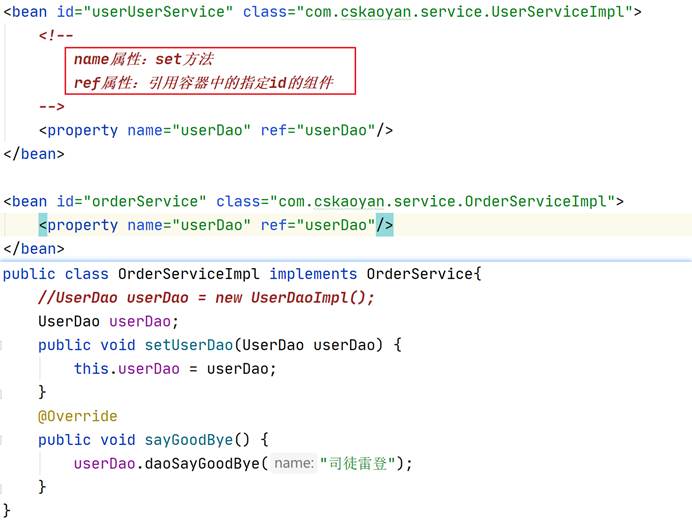 <bean id="userUserService" class="com.cskaoyan.service.UserServiceImpl">
<!--
name属性：set方法
ref属性：引用容器中的指定id的组件
-->
<property name="userDao" ref="userDao"/>
</bean>
<bean id="orderService" class="com.cskaoyan.service.OrderServiceImpl">
<property name="userDao" ref="userDao"/>
</bean>
public class OrderServiceImpl implements OrderService{
//UserDao userDao = new UserDaoImpl();
UserDao userDao;
public void setUserDao(UserDao userDao) {
this.userDao = userDao;
}
@Override
public void sayGoodBye() {
userDao.daoSayGoodBye( name: "司徒雷登");
}
}